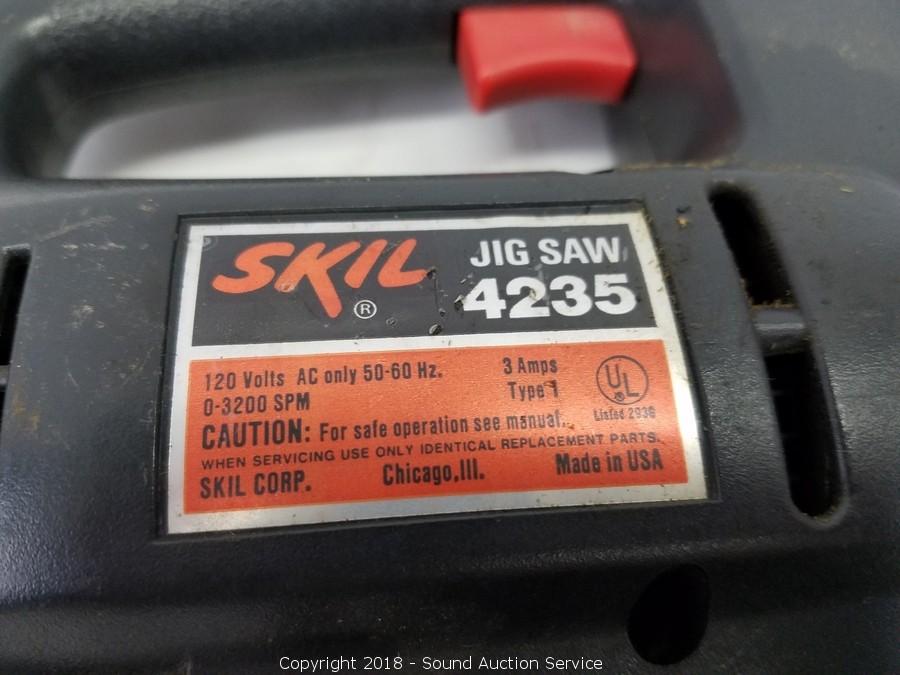 SKIL
®
JIG SAW
4235
120 Volts AC only 50-60 Hz. 3 Amps
0-3200 SPM Type 1
UL
®
Listed 293G
CAUTION: For safe operation see manual.
WHEN SERVICING USE ONLY IDENTICAL REPLACEMENT PARTS.
SKIL CORP. Chicago,Ill. Made in USA
Copyright 2018 - Sound Auction Service